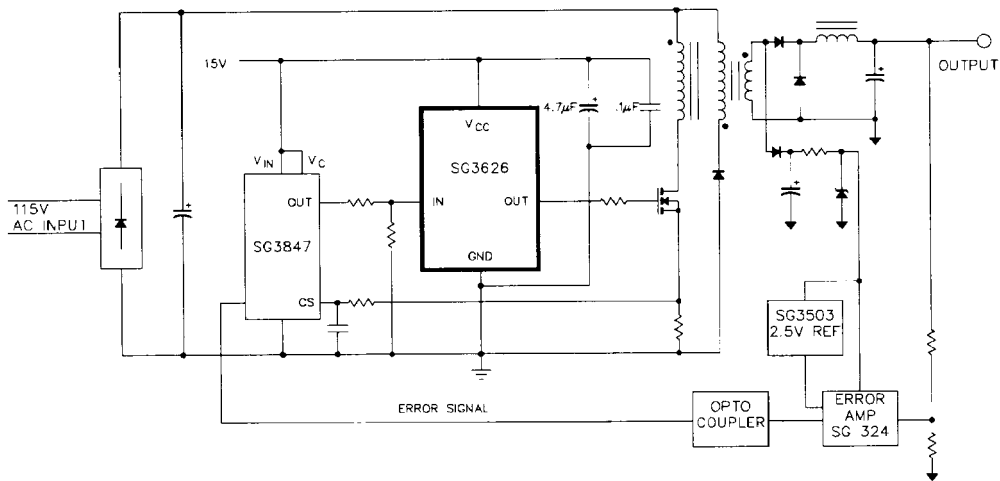 15V
4.7µF
+
.1µF
OUTPUT
+
+
V_CC
SG3626
IN
OUT
GND
V_IN
V_C
OUT
SG3847
CS
115V
AC INPUT
+
+
SG3503
2.5V REF
ERROR SIGNAL
OPTO
COUPLER
ERROR
AMP
SG 324